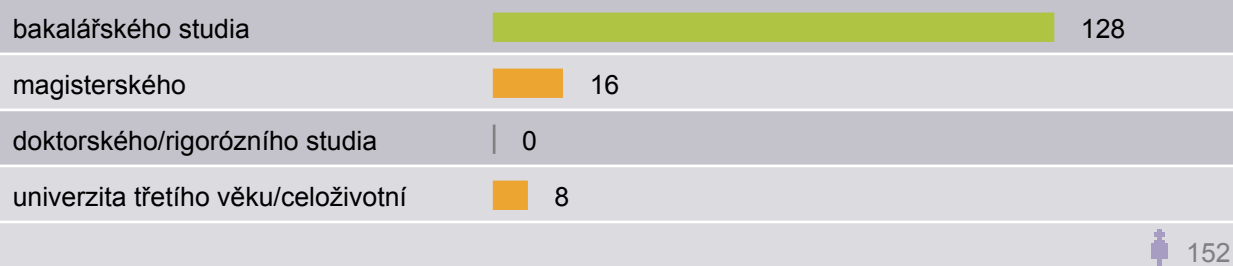 bakalářského studia 128
magisterského 16
doktorského/rigorózního studia 0
univerzita třetího věku/celoživotní 8
152